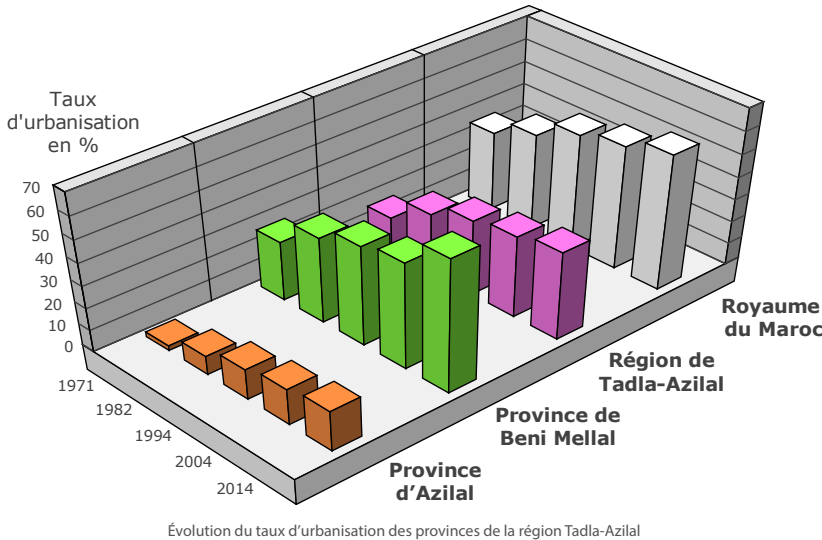 Taux
d'urbanisation
en %
70
60
50
40
30
20
10
0
1971
1982
1994
2004
2014
Royaume
du Maroc
Région de
Tadla-Azilal
Province de
Beni Mellal
Province
d’Azilal
Évolution du taux d’urbanisation des provinces de la région Tadla-Azilal